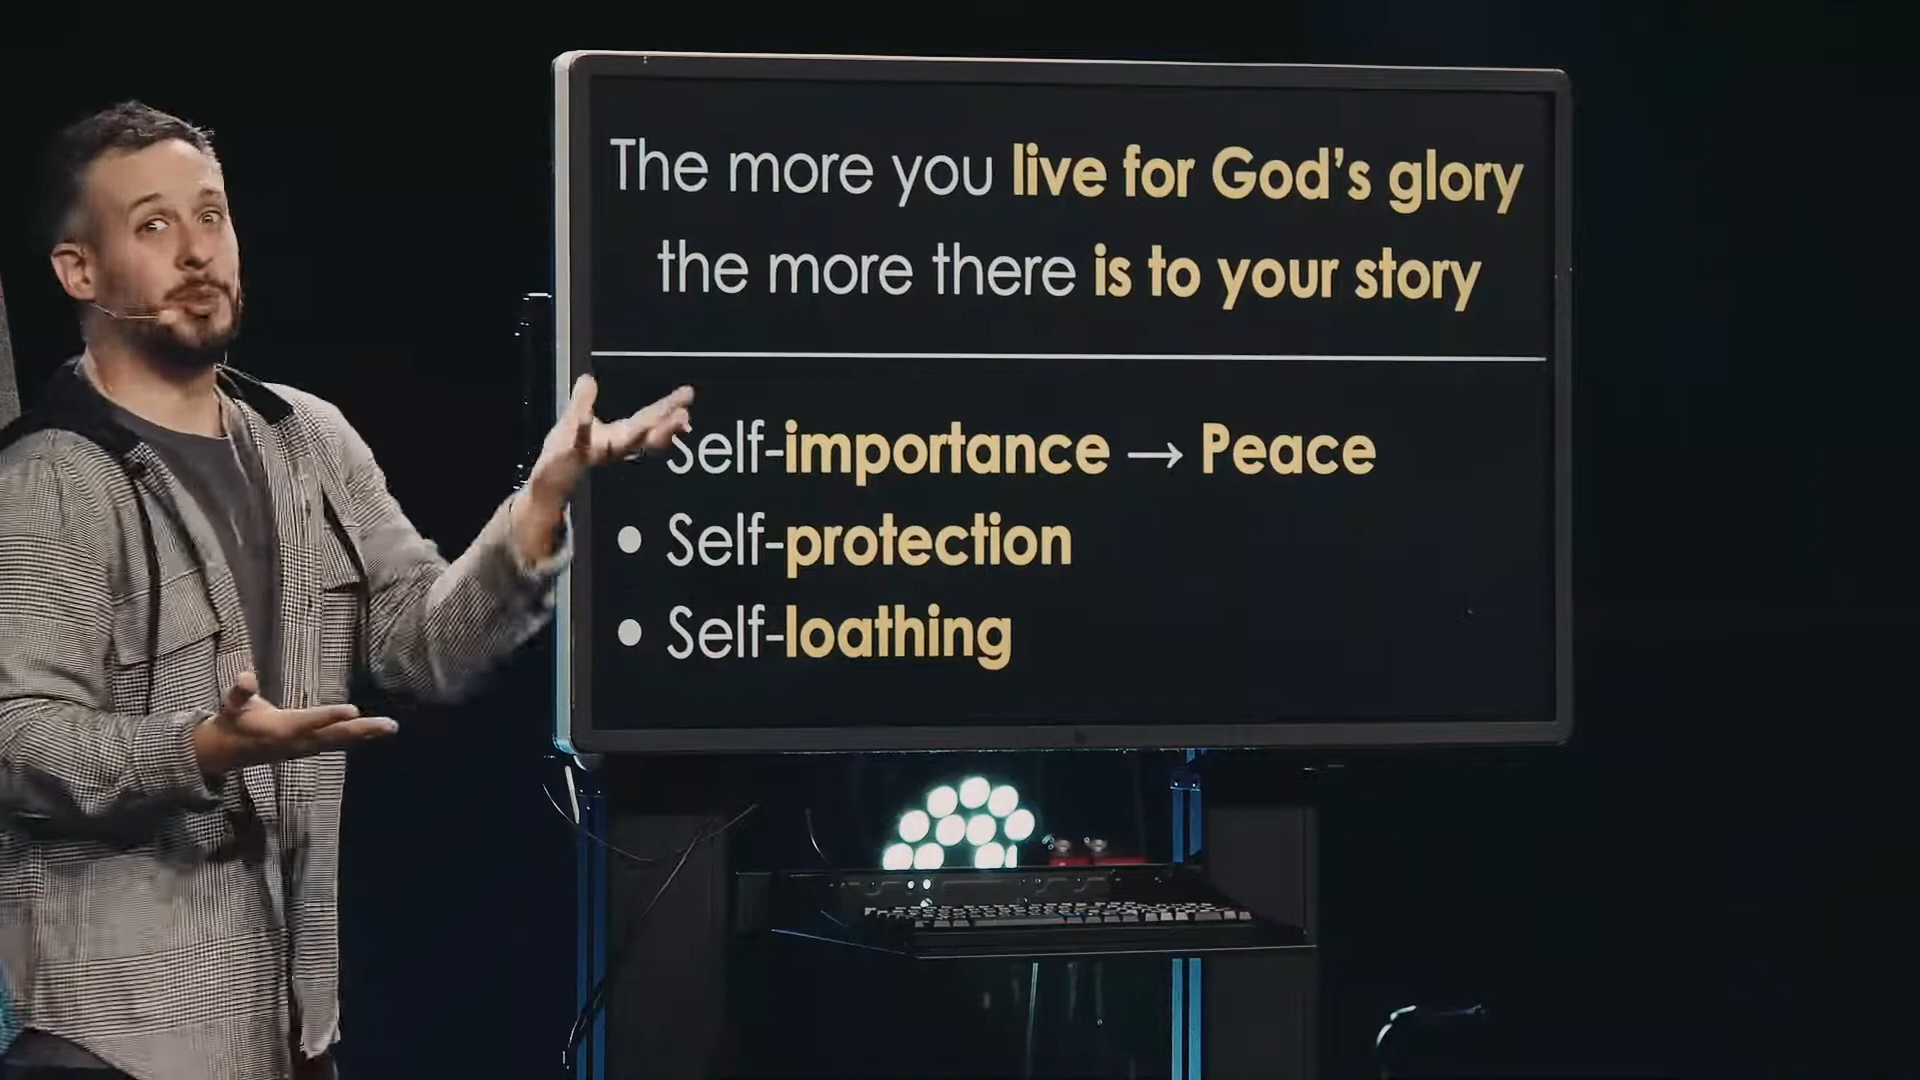 The more you live for God's glory
the more there is to your story
Self-importance → Peace
• Self-protection
• Self-loathing